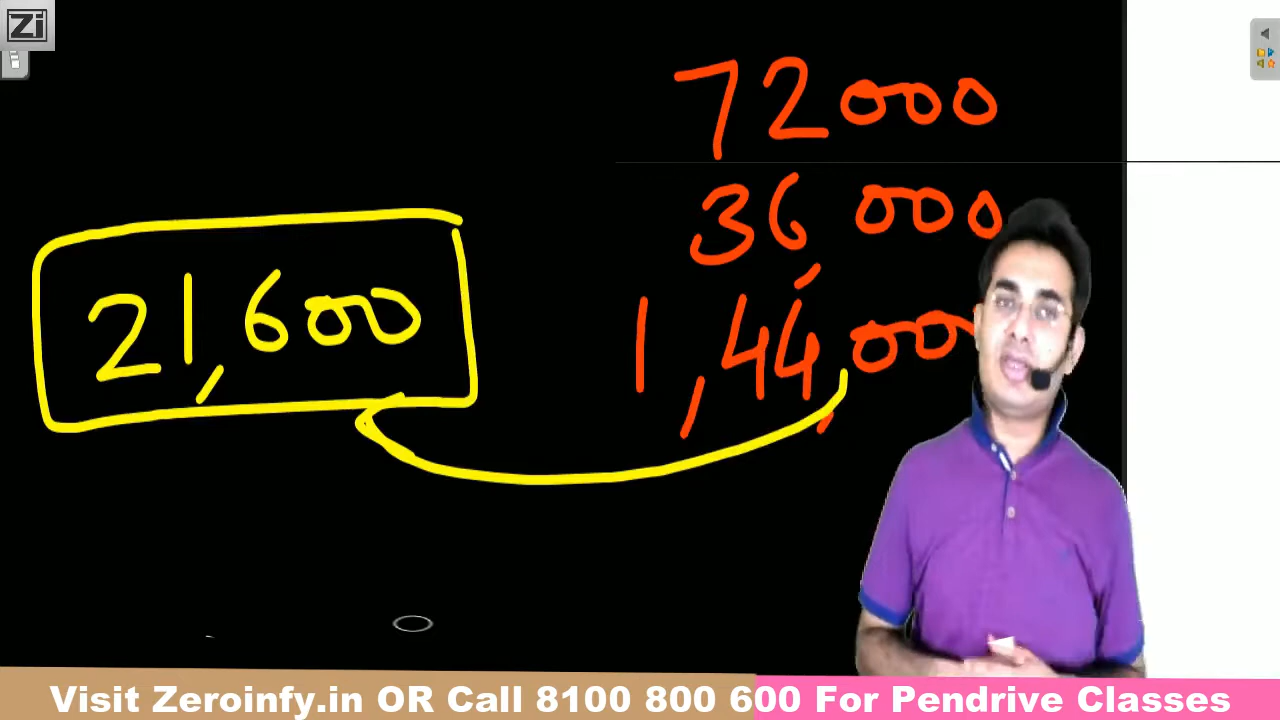 Zi
72000
36,000
21,600
1,44,00
Visit Zeroinfy.in OR Call 8100 800 600 For Pendrive Classes